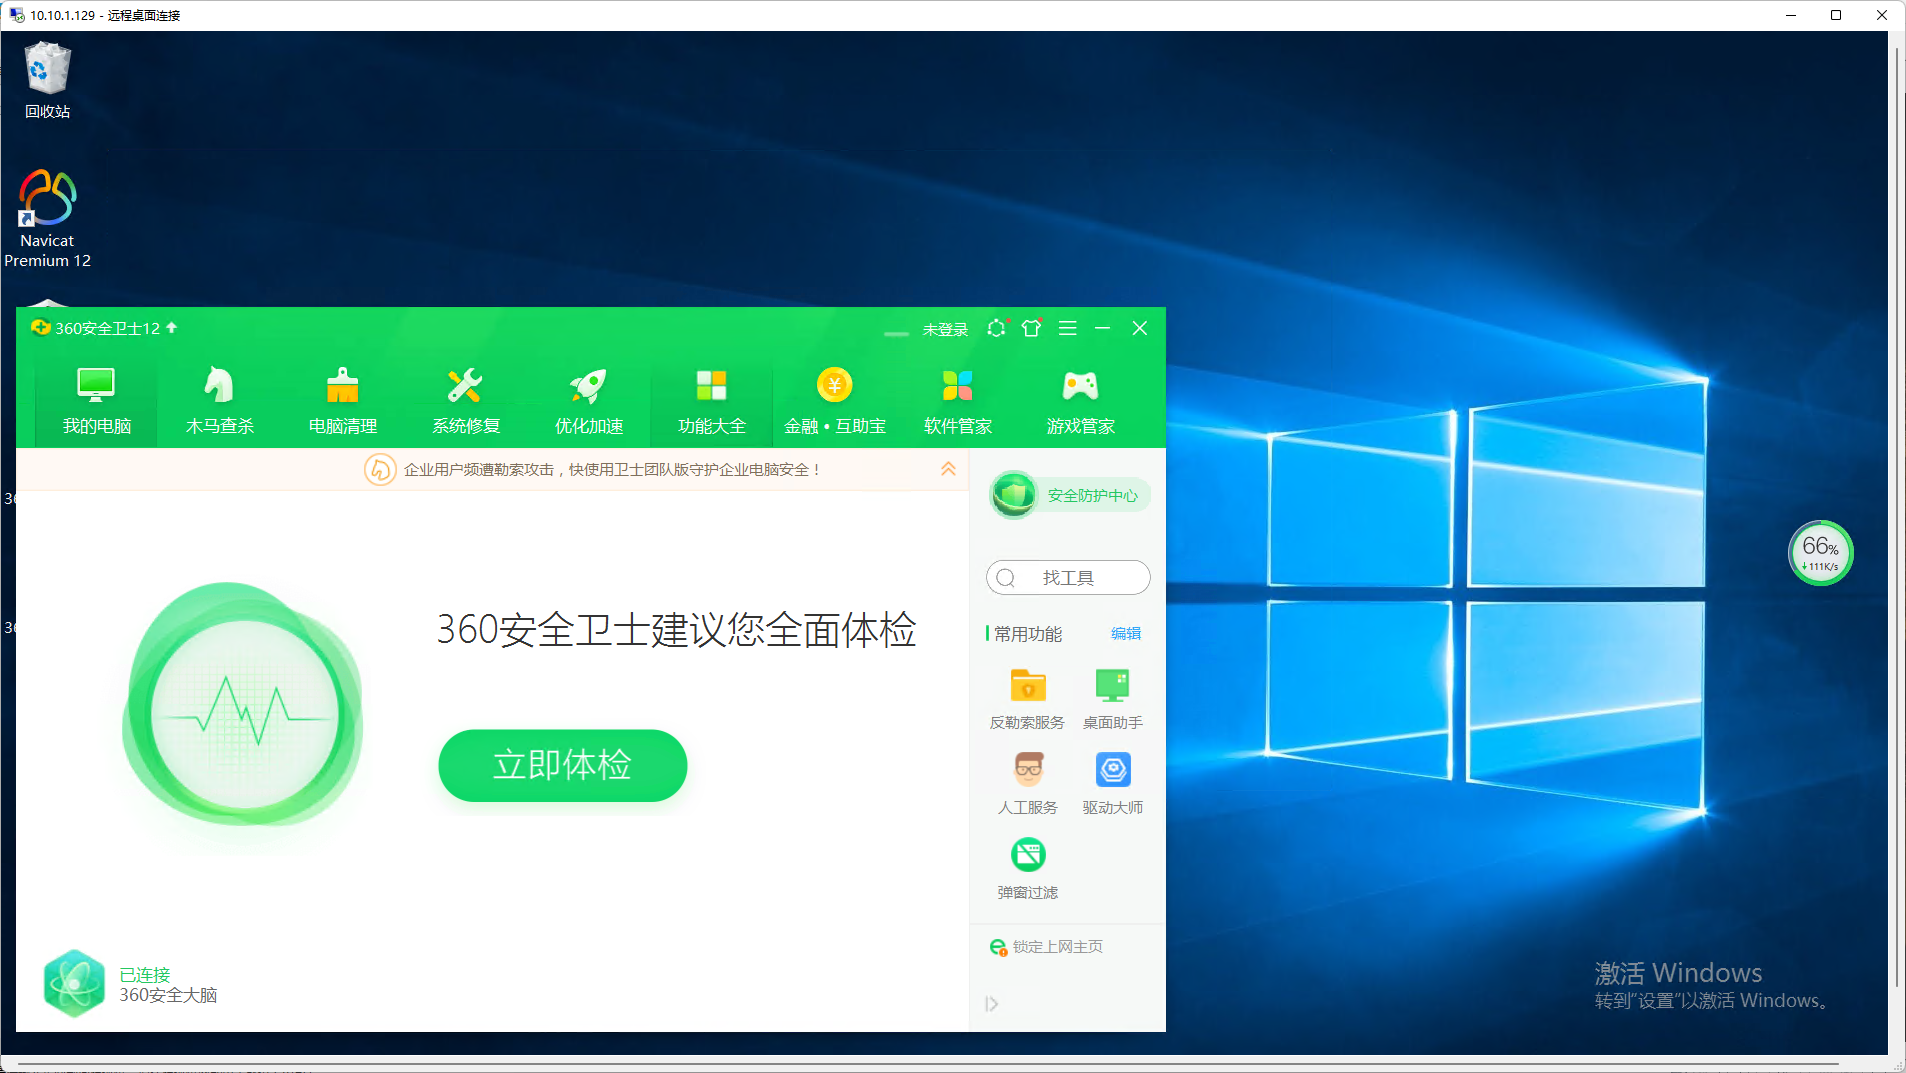 10.10.1.129 - 远程桌面连接
回收站
Navicat
Premium 12
360安全卫士12
未登录
我的电脑
木马查杀
电脑清理
系统修复
优化加速
功能大全
金融•互助宝
软件管家
游戏管家
企业用户频遭勒索攻击，快使用卫士团队版守护企业电脑安全！
安全防护中心
36
找工具
360安全卫士建议您全面体检
36
常用功能
编辑
反勒索服务
桌面助手
立即体检
人工服务
驱动大师
弹窗过滤
锁定上网主页
已连接
360安全大脑
66%
111K/s
激活 Windows
转到"设置"以激活 Windows。